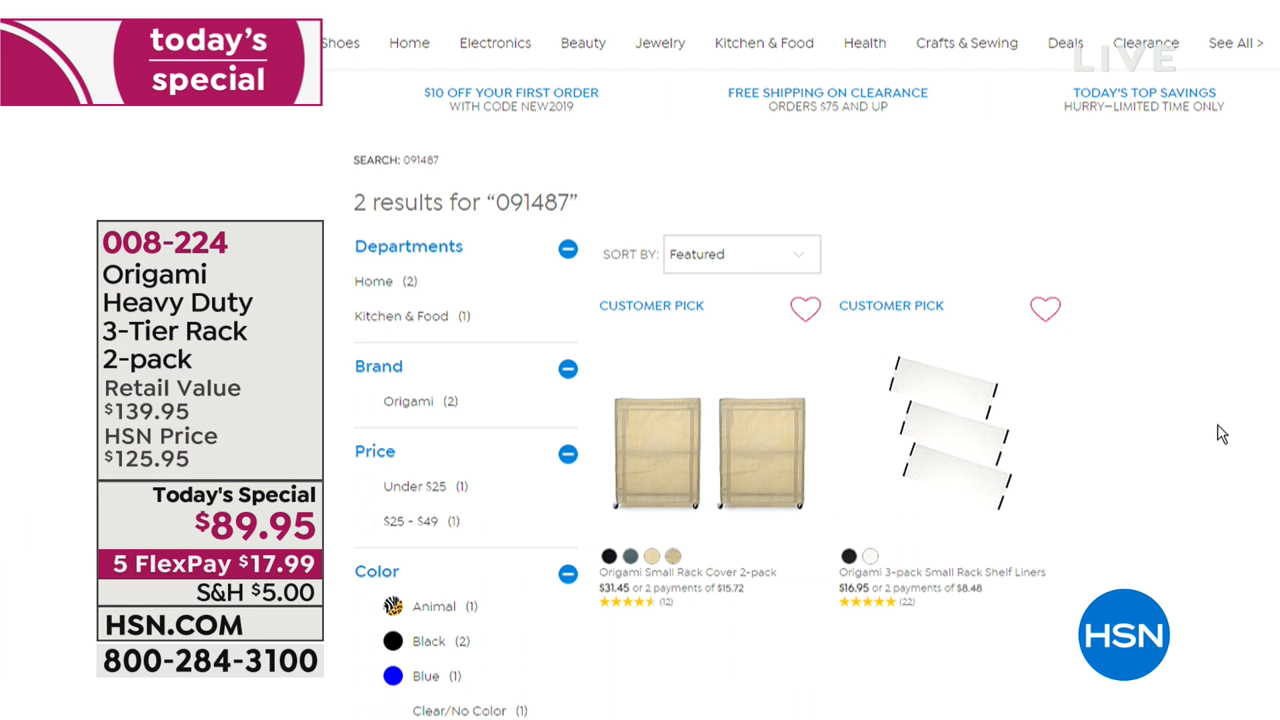 today's
special
Shoes Home Electronics Beauty Jewelry Kitchen & Food Health Crafts & Sewing Deals Clearance See All >
LIVE
$10 OFF YOUR FIRST ORDER
WITH CODE NEW2019
FREE SHIPPING ON CLEARANCE
ORDERS $75 AND UP
TODAY'S TOP SAVINGS
HURRY—LIMITED TIME ONLY
008-224
Origami
Heavy Duty
3-Tier Rack
2-pack
Retail Value
$139.95
HSN Price
$125.95
Today's Special
$89.95
5 FlexPay $17.99
S&H $5.00
HSN.COM
800-284-3100
SEARCH: 091487
2 results for “091487”
Departments
Home (2)
Kitchen & Food (1)
Brand
Origami (2)
Price
Under $25 (1)
$25 - $49 (1)
Color
Animal (1)
Black (2)
Blue (1)
Clear/No Color (1)
SORT BY: Featured
CUSTOMER PICK
Origami Small Rack Cover 2-pack
$31.45 or 2 payments of $15.72
(12)
CUSTOMER PICK
Origami 3-pack Small Rack Shelf Liners
$16.95 or 2 payments of $8.48
(22)
HSN